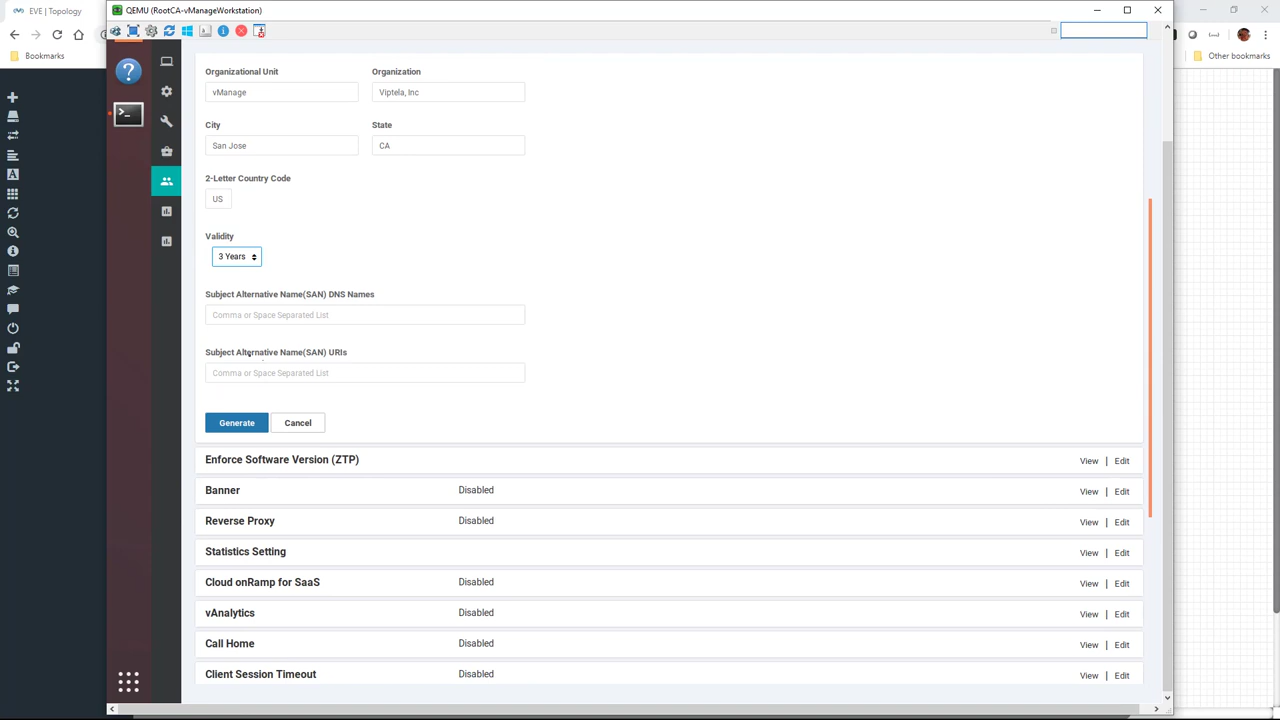 EVE | Topology
QEMU (RootCA-vManageWorkstation)
Bookmarks
Other bookmarks
Organizational Unit Organization
vManage Viptela, Inc
City State
San Jose CA
2-Letter Country Code
US
Validity
3 Years
Subject Alternative Name(SAN) DNS Names
Comma or Space Separated List
Subject Alternative Name(SAN) URIs
Comma or Space Separated List
Generate Cancel
Enforce Software Version (ZTP) View | Edit
Banner Disabled View | Edit
Reverse Proxy Disabled View | Edit
Statistics Setting View | Edit
Cloud onRamp for SaaS Disabled View | Edit
vAnalytics Disabled View | Edit
Call Home Disabled View | Edit
Client Session Timeout Disabled View | Edit